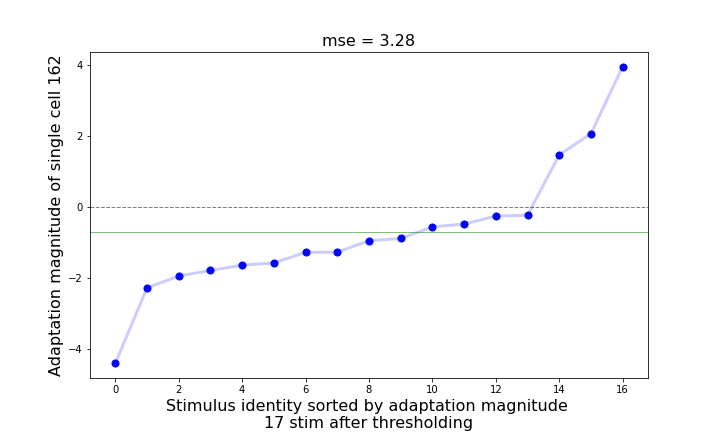 mse = 3.28
Adaptation magnitude of single cell 162
4
2
0
−2
−4
0 2 4 6 8 10 12 14 16
Stimulus identity sorted by adaptation magnitude
17 stim after thresholding